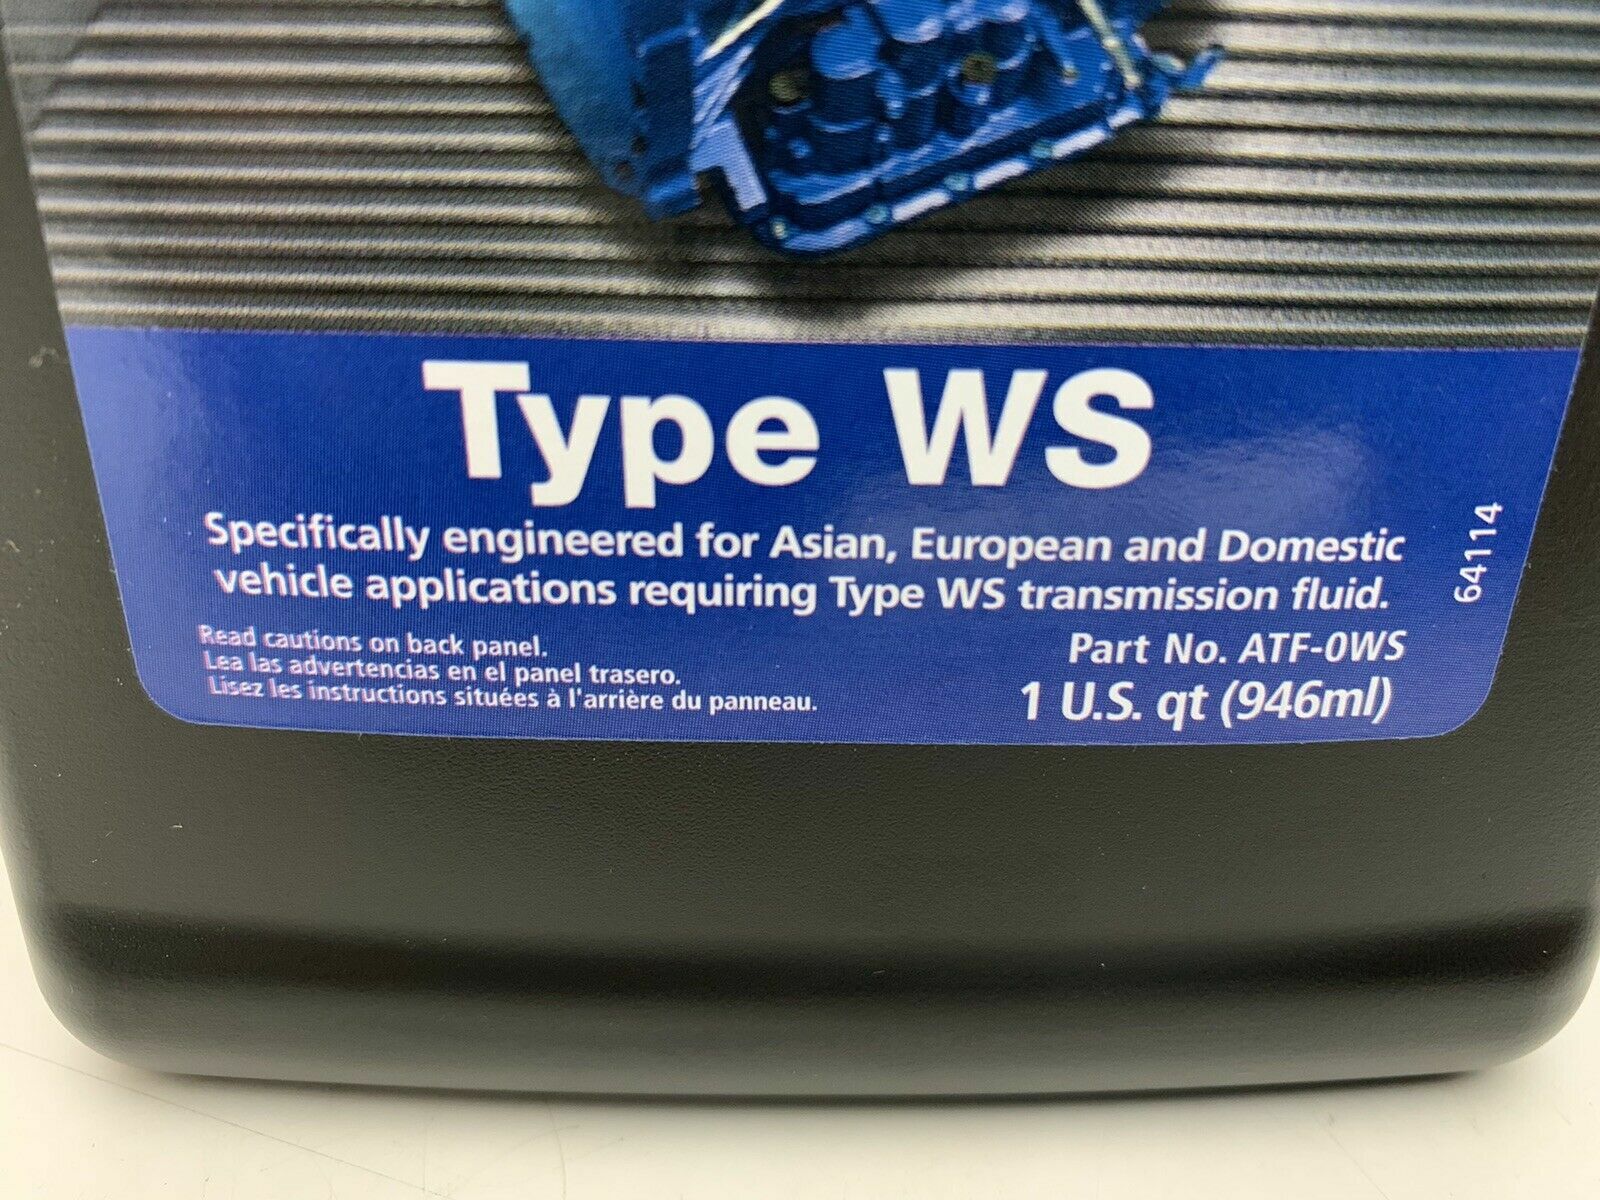 Type WS
Specifically engineered for Asian, European and Domestic
vehicle applications requiring Type WS transmission fluid.
64114
Read cautions on back panel.
Lea las advertencias en el panel trasero.
Lisez les instructions situées à l'arrière du panneau.
Part No. ATF-0WS
1 U.S. qt (946ml)